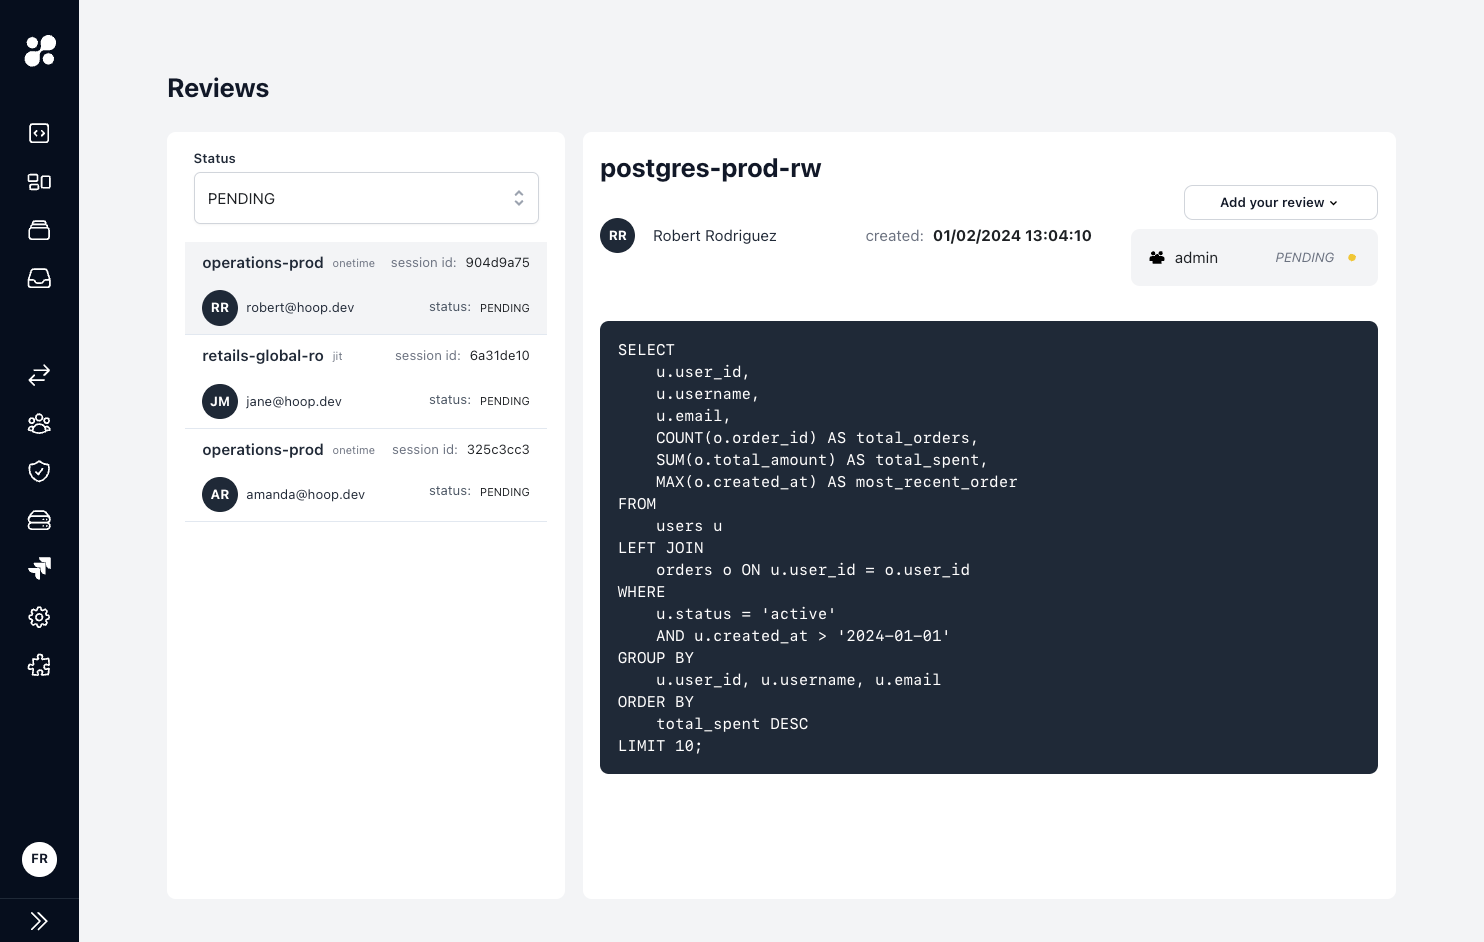 Reviews
Status
PENDING
operations-prod onetime session id: 904d9a75
RR robert@hoop.dev status: PENDING
retails-global-ro jit session id: 6a31de10
JM jane@hoop.dev status: PENDING
operations-prod onetime session id: 325c3cc3
AR amanda@hoop.dev status: PENDING
FR
postgres-prod-rw
Add your review
RR Robert Rodriguez created: 01/02/2024 13:04:10
admin PENDING
SELECT
    u.user_id,
    u.username,
    u.email,
    COUNT(o.order_id) AS total_orders,
    SUM(o.total_amount) AS total_spent,
    MAX(o.created_at) AS most_recent_order
FROM
    users u
LEFT JOIN
    orders o ON u.user_id = o.user_id
WHERE
    u.status = 'active'
    AND u.created_at > '2024-01-01'
GROUP BY
    u.user_id, u.username, u.email
ORDER BY
    total_spent DESC
LIMIT 10;